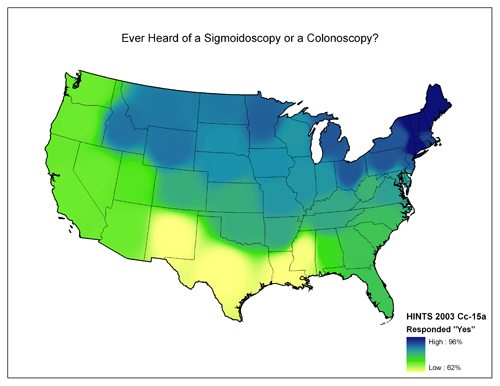 Ever Heard of a Sigmoidoscopy or a Colonoscopy?
HINTS 2003 Cc-15a
Responded "Yes"
High : 96%
Low : 62%